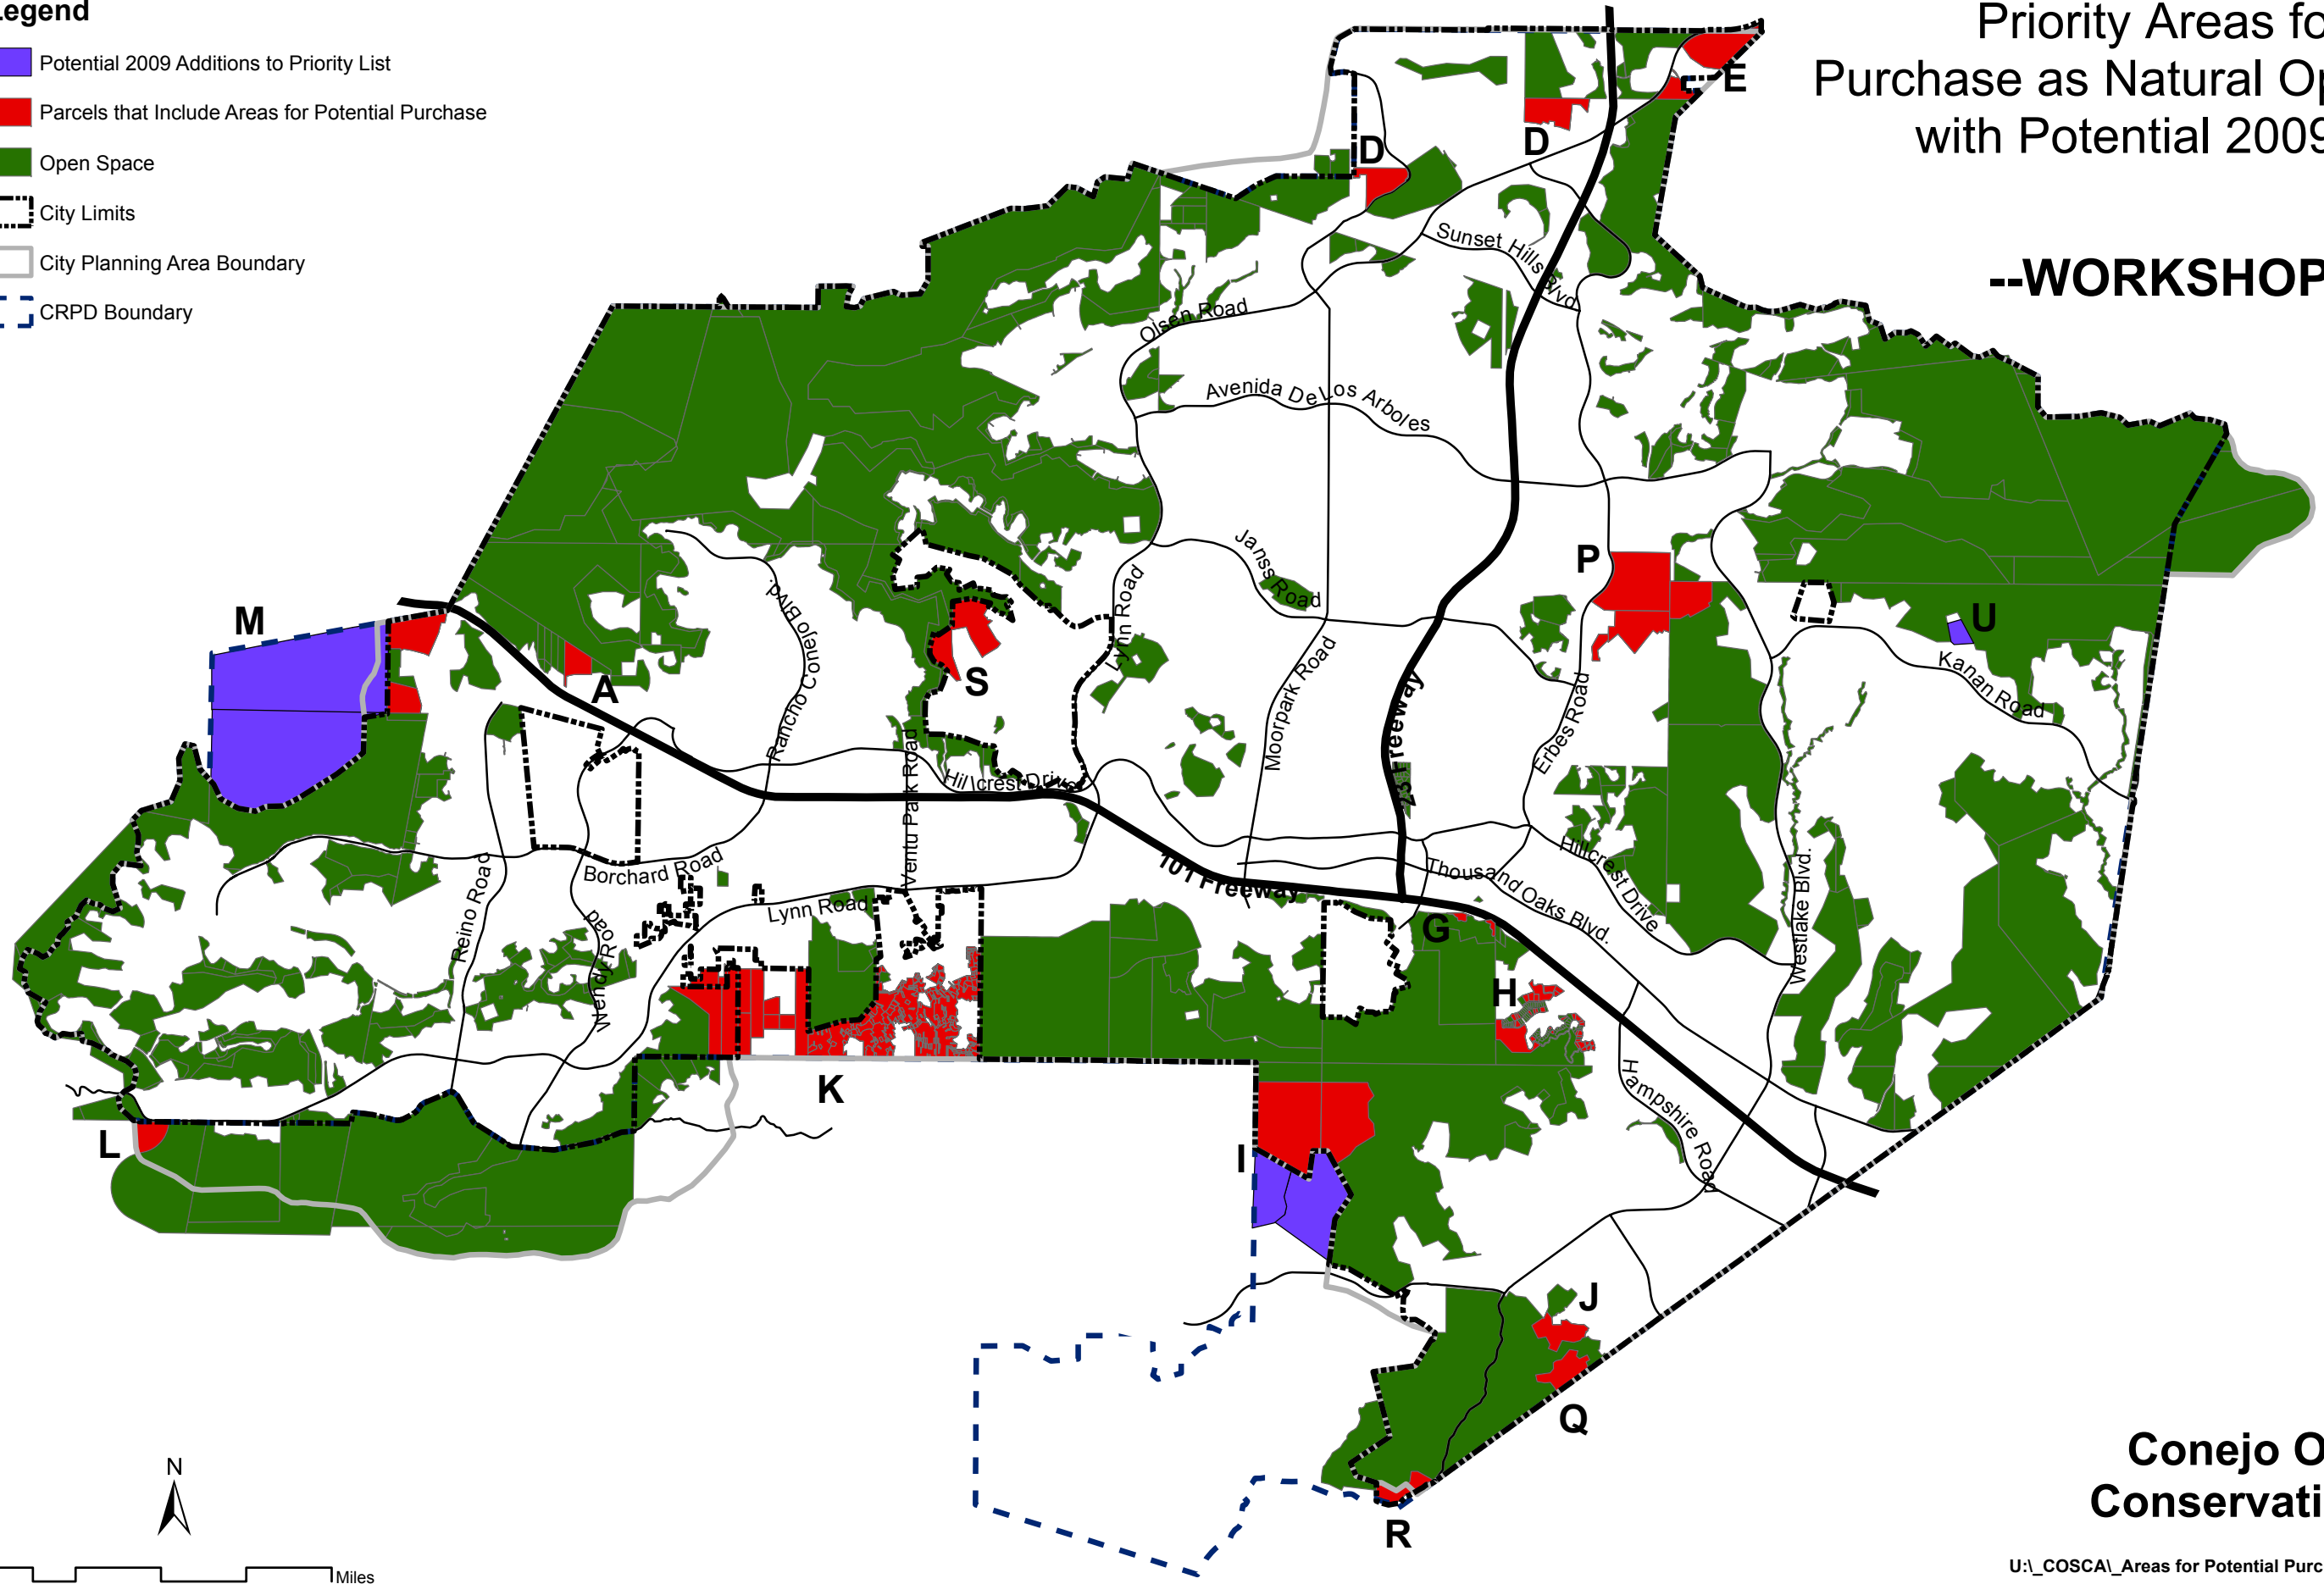 Legend
Potential 2009 Additions to Priority List
Parcels that Include Areas for Potential Purchase
Open Space
City Limits
City Planning Area Boundary
CRPD Boundary
Priority Areas fo
Purchase as Natural Op
with Potential 2009
--WORKSHOP
E
D
D
Sunset Hills Blvd.
Olsen Road
Avenida De Los Arboles
Janss Road
P
M
U
A
S
Rancho Conejo Blvd.
Lynn Road
Kanan Road
Moorpark Road
Erbes Road
23 Freeway
Ventu Park Road
Hillcrest Drive
Borchard Road
Reino Road
Wendy Road
Lynn Road
101 Freeway
Thousand Oaks Blvd.
Hillcrest Drive
Westlake Blvd.
G
H
K
L
I
Hampshire Road
J
Q
R
N
Miles
Conejo O
Conservati
U:\_COSCA\_Areas for Potential Purc